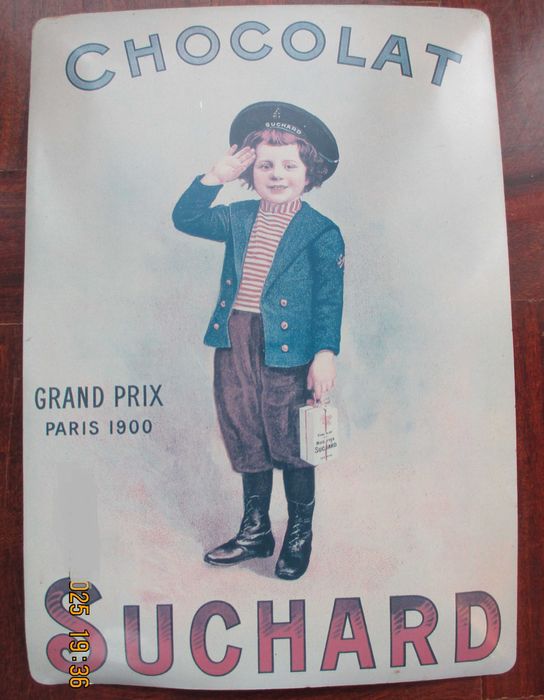 CHOCOLAT
SUCHARD
GRAND PRIX
PARIS 1900
SUCHARD
SUCHARD
025 19:36